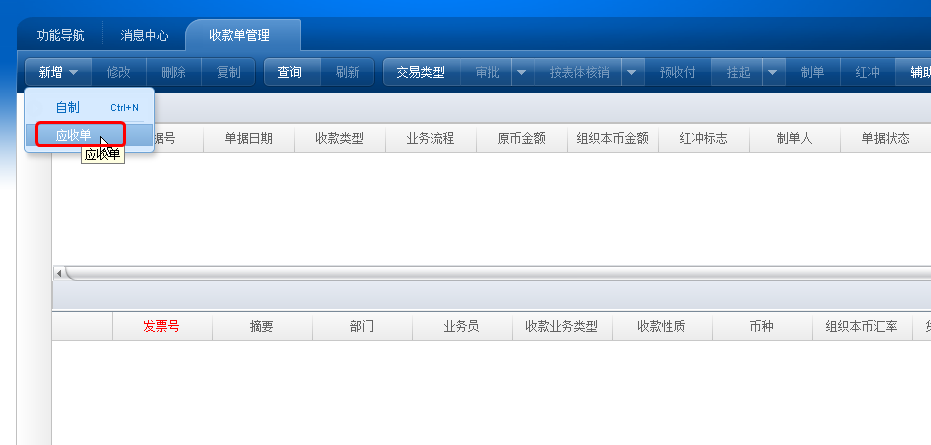 功能导航 消息中心 收款单管理
新增 修改 删除 复制 查询 刷新 交易类型 审批 按表体核销 预收付 挂起 制单 红冲 辅助
自制 Ctrl+N
应收单
应收单
据号 单据日期 收款类型 业务流程 原币金额 组织本币金额 红冲标志 制单人 单据状态
发票号 摘要 部门 业务员 收款业务类型 收款性质 币种 组织本币汇率